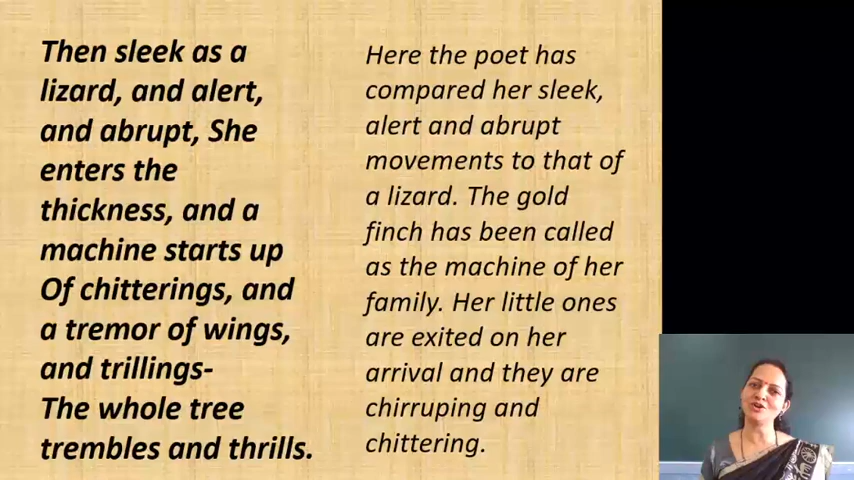 Then sleek as a
lizard, and alert,
and abrupt, She
enters the
thickness, and a
machine starts up
Of chitterings, and
a tremor of wings,
and trillings-
The whole tree
trembles and thrills.
Here the poet has
compared her sleek,
alert and abrupt
movements to that of
a lizard. The gold
finch has been called
as the machine of her
family. Her little ones
are exited on her
arrival and they are
chirruping and
chittering.